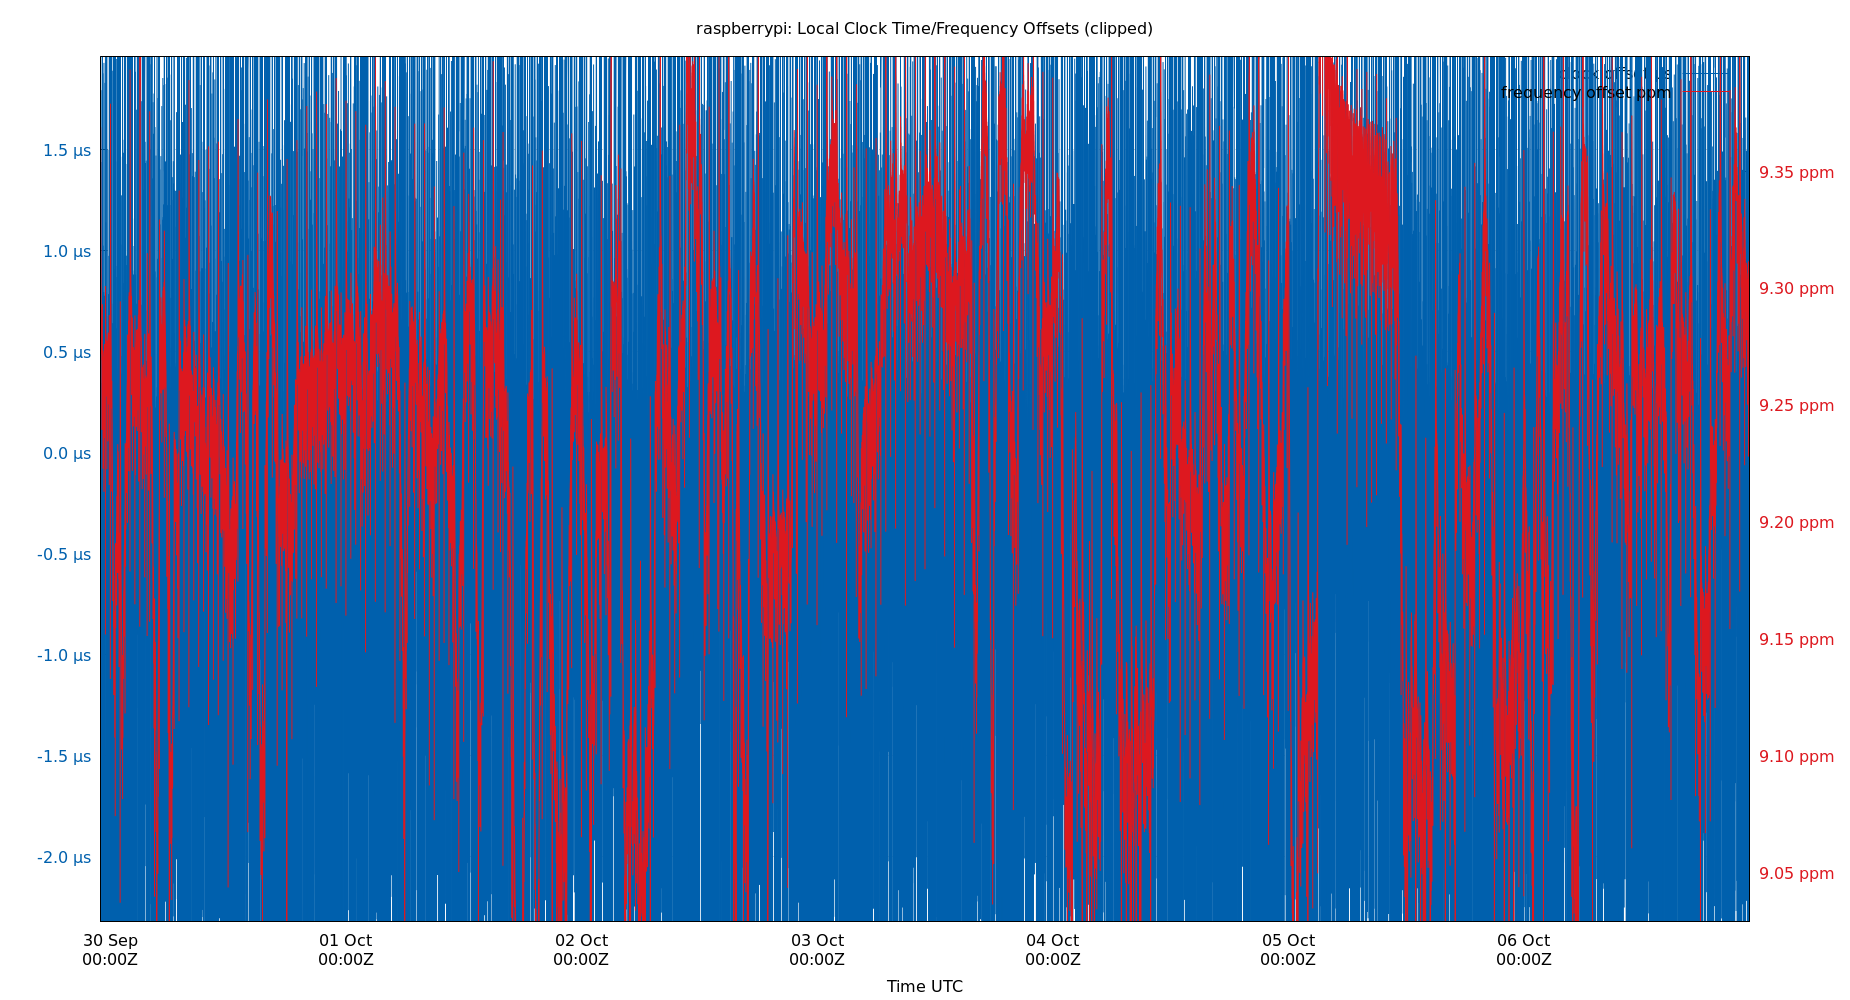 raspberrypi: Local Clock Time/Frequency Offsets (clipped)
clock offset µs
frequency offset ppm
1.5 µs
1.0 µs
0.5 µs
0.0 µs
-0.5 µs
-1.0 µs
-1.5 µs
-2.0 µs
9.35 ppm
9.30 ppm
9.25 ppm
9.20 ppm
9.15 ppm
9.10 ppm
9.05 ppm
30 Sep 01 Oct 02 Oct 03 Oct 04 Oct 05 Oct 06 Oct
00:00Z 00:00Z 00:00Z 00:00Z 00:00Z 00:00Z 00:00Z
Time UTC